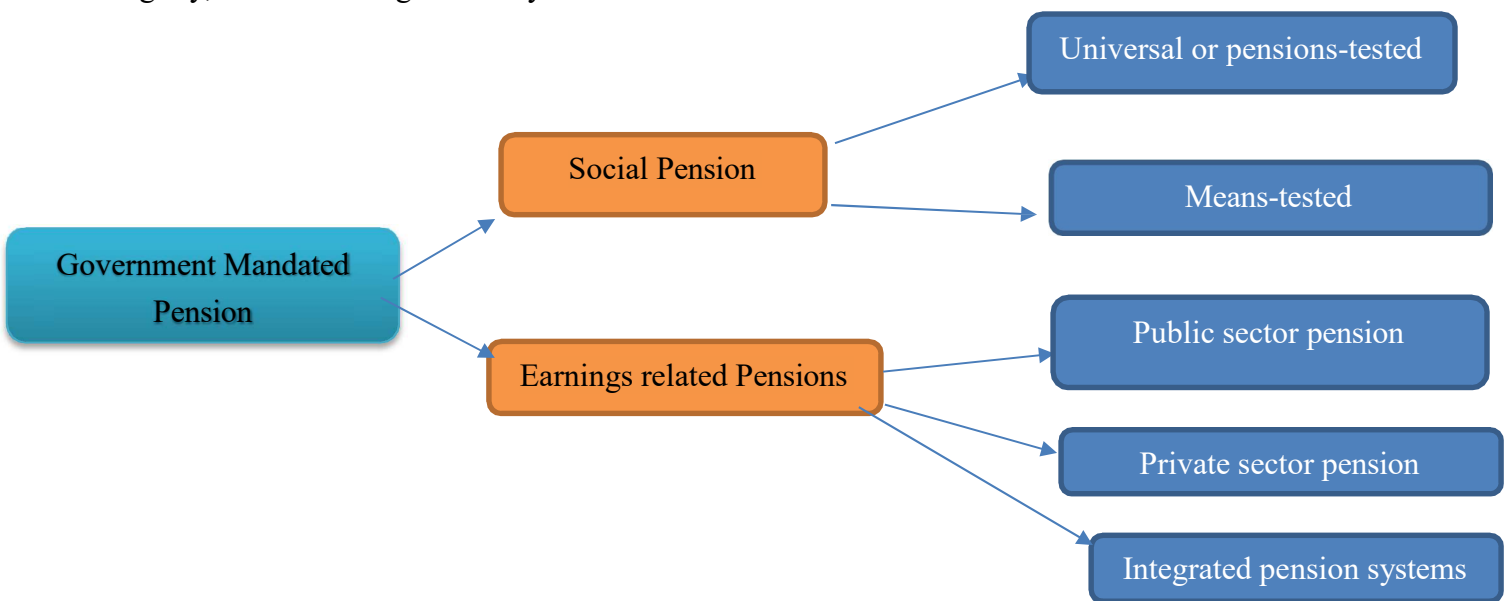 Universal or pensions-tested
Social Pension
Means-tested
Government Mandated
Pension
Public sector pension
Earnings related Pensions
Private sector pension
Integrated pension systems